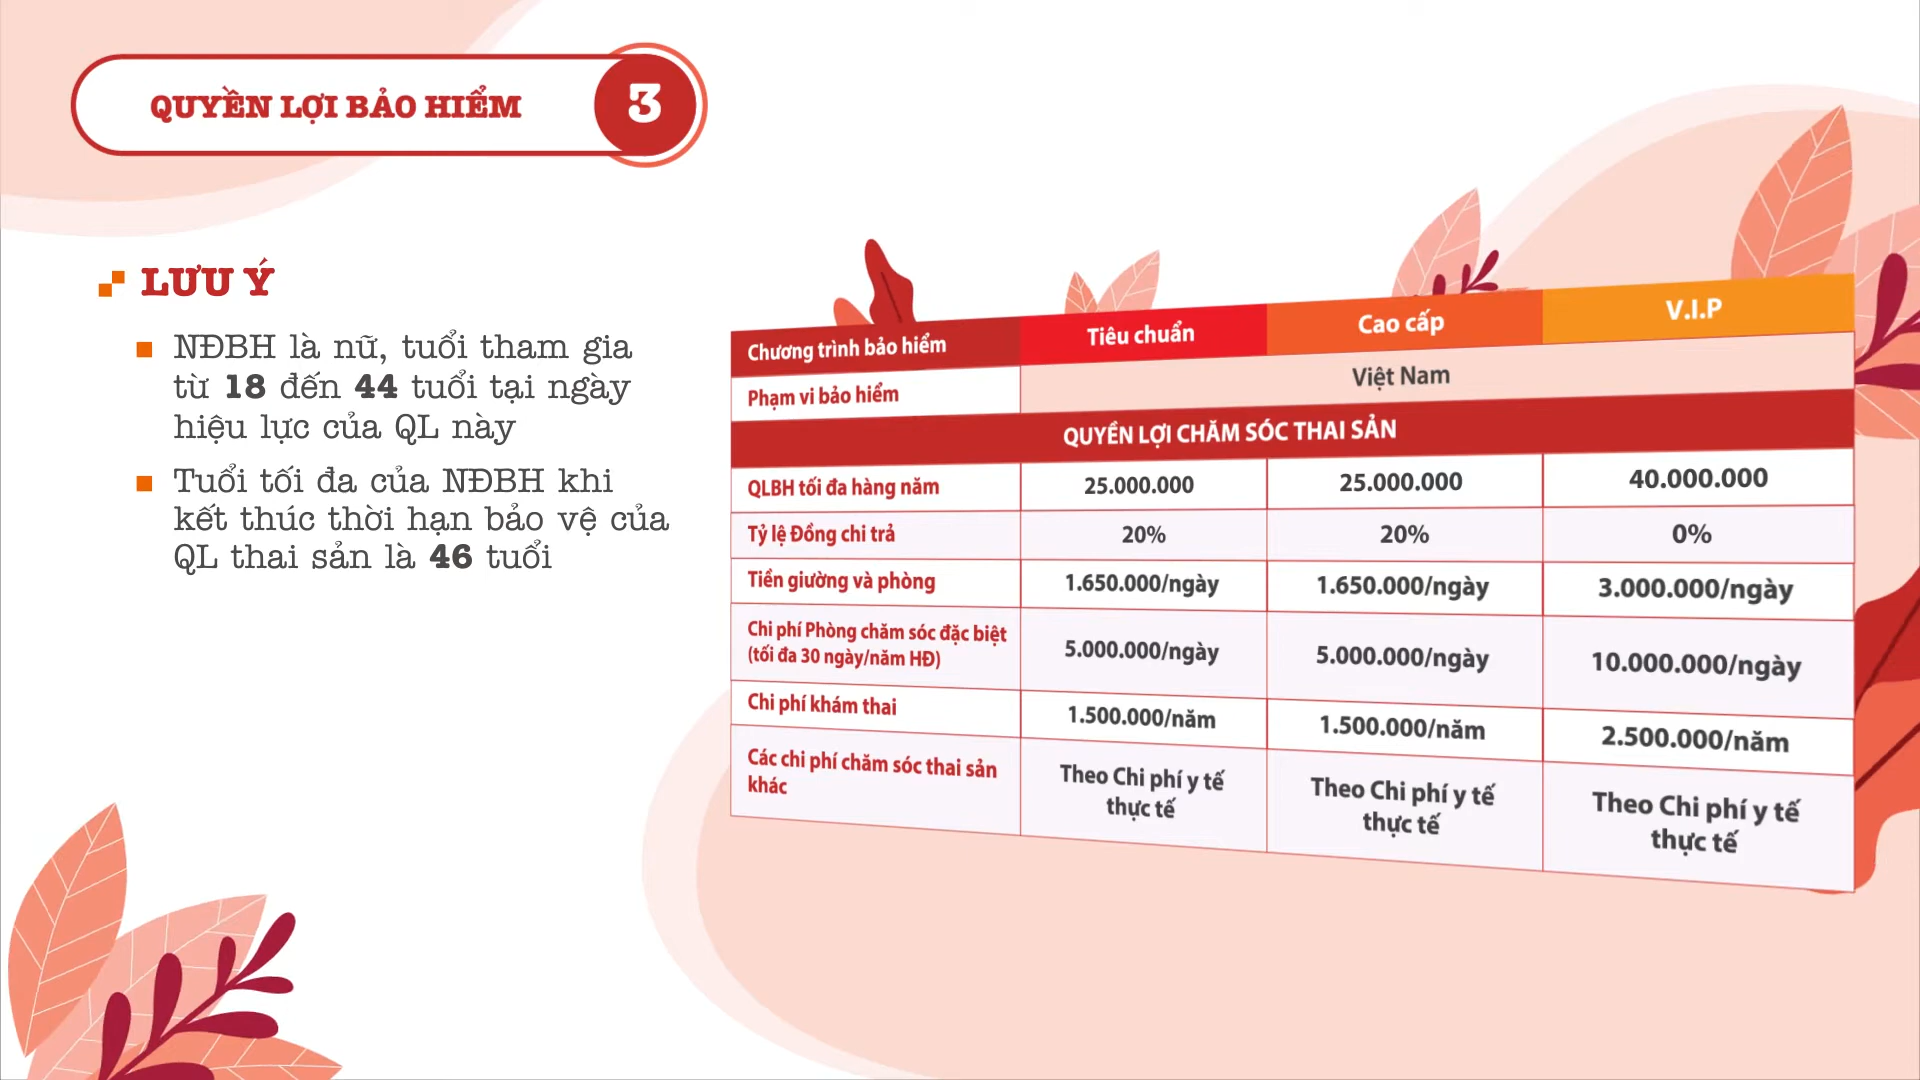 QUYỀN LỢI BẢO HIỂM
3
LƯU Ý
NĐBH là nữ, tuổi tham gia
từ 18 đến 44 tuổi tại ngày
hiệu lực của QL này
Tuổi tối đa của NĐBH khi
kết thúc thời hạn bảo vệ của
QL thai sản là 46 tuổi
Chương trình bảo hiểm Tiêu chuẩn Cao cấp V.I.P
Phạm vi bảo hiểm Việt Nam
QUYỀN LỢI CHĂM SÓC THAI SẢN
QLBH tối đa hàng năm 25.000.000 25.000.000 40.000.000
Tỷ lệ Đồng chi trả 20% 20% 0%
Tiền giường và phòng 1.650.000/ngày 1.650.000/ngày 3.000.000/ngày
Chi phí Phòng chăm sóc đặc biệt
(tối đa 30 ngày/năm HĐ) 5.000.000/ngày 5.000.000/ngày 10.000.000/ngày
Chi phí khám thai 1.500.000/năm 1.500.000/năm 2.500.000/năm
Các chi phí chăm sóc thai sản Theo Chi phí y tế Theo Chi phí y tế Theo Chi phí y tế
khác thực tế thực tế thực tế